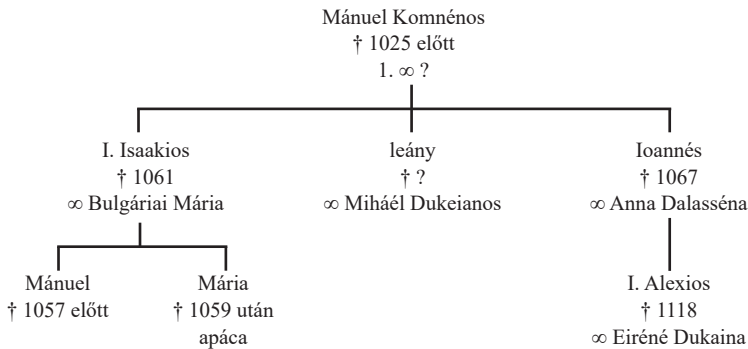 Mánuel Komnénos
† 1025 előtt
1. ∞ ?
I. Isaakios
† 1061
∞ Bulgáriai Mária
leány
† ?
∞ Miháél Dukeianos
Ioannés
† 1067
∞ Anna Dalasséna
Mánuel
† 1057 előtt
Mária
† 1059 után
apáca
I. Alexios
† 1118
∞ Eiréné Dukaina